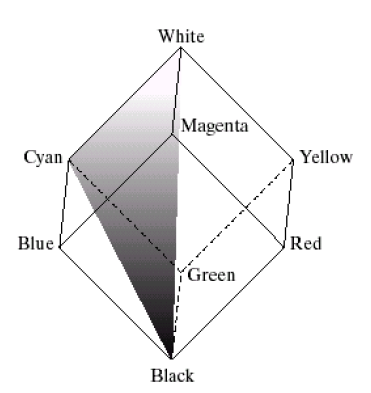 White
Magenta
Cyan
Yellow
Blue
Red
Green
Black